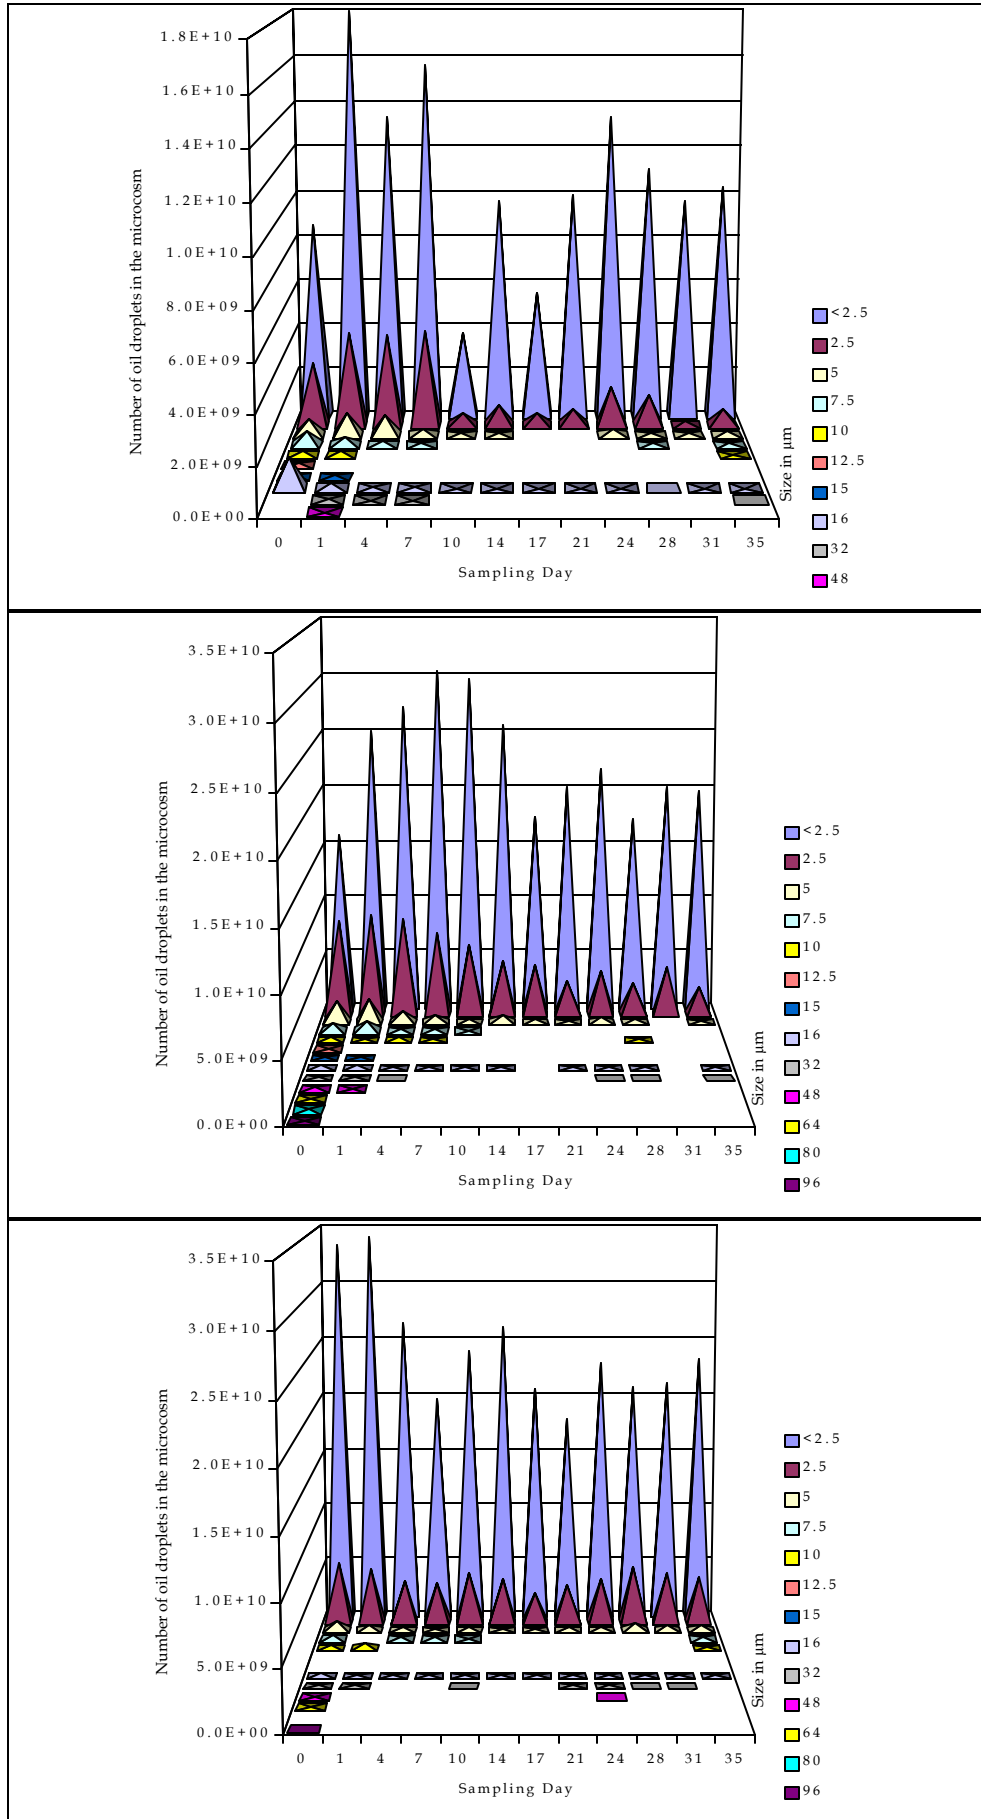 1.8E+10
1.6E+10
1.4E+10
1.2E+10
1.0E+10
8.0E+09
6.0E+09
4.0E+09
2.0E+09
0.0E+00
Number of oil droplets in the microcosm
0 1 4 7 10 14 17 21 24 28 31 35
Sampling Day
Size in µm
<2.5
2.5
5
7.5
10
12.5
15
16
32
48
3.5E+10
3.0E+10
2.5E+10
2.0E+10
1.5E+10
1.0E+10
5.0E+09
0.0E+00
Number of oil droplets in the microcosm
0 1 4 7 10 14 17 21 24 28 31 35
Sampling Day
Size in µm
<2.5
2.5
5
7.5
10
12.5
15
16
32
48
64
80
96
3.5E+10
3.0E+10
2.5E+10
2.0E+10
1.5E+10
1.0E+10
5.0E+09
0.0E+00
Number of oil droplets in the microcosm
0 1 4 7 10 14 17 21 24 28 31 35
Sampling Day
Size in µm
<2.5
2.5
5
7.5
10
12.5
15
16
32
48
64
80
96